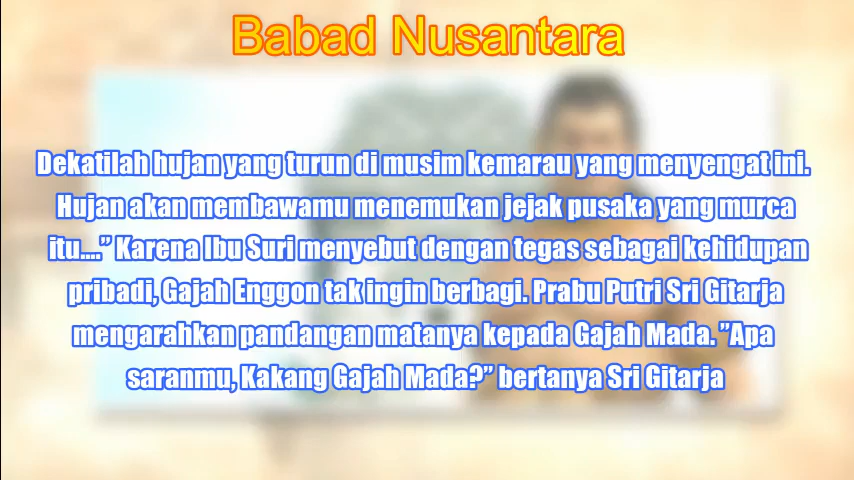 Babad Nusantara
Dekatilah hujan yang turun di musim kemarau yang menyengat ini.
Hujan akan membawamu menemukan jejak pusaka yang murca
itu....” Karena Ibu Suri menyebut dengan tegas sebagai kehidupan
pribadi, Gajah Enggon tak ingin berbagi. Prabu Putri Sri Gitarja
mengarahkan pandangan matanya kepada Gajah Mada. ”Apa
saranmu, Kakang Gajah Mada?” bertanya Sri Gitarja